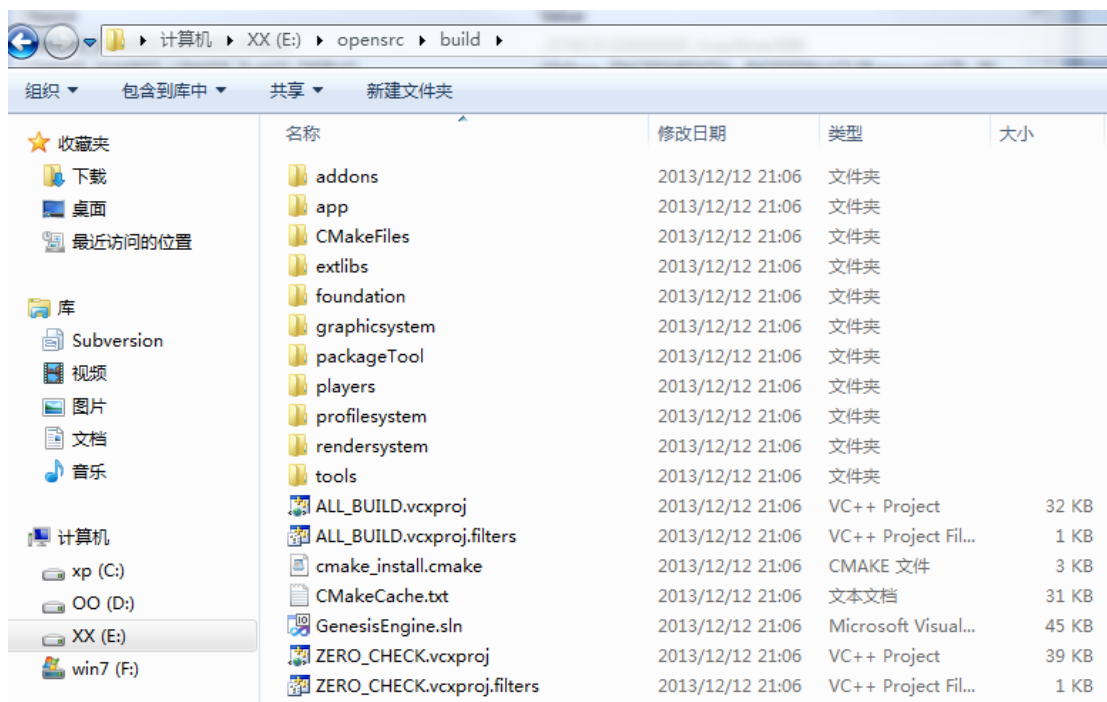 计算机 XX (E:) opensrc build
组织 包含到库中 共享 新建文件夹
收藏夹
下载
桌面
最近访问的位置
库
Subversion
视频
图片
文档
音乐
计算机
xp (C:)
OO (D:)
XX (E:)
win7 (F:)
名称 修改日期 类型 大小
addons 2013/12/12 21:06 文件夹
app 2013/12/12 21:06 文件夹
CMakeFiles 2013/12/12 21:06 文件夹
extlibs 2013/12/12 21:06 文件夹
foundation 2013/12/12 21:06 文件夹
graphicsystem 2013/12/12 21:06 文件夹
packageTool 2013/12/12 21:06 文件夹
players 2013/12/12 21:06 文件夹
profilesystem 2013/12/12 21:06 文件夹
rendersystem 2013/12/12 21:06 文件夹
tools 2013/12/12 21:06 文件夹
ALL_BUILD.vcxproj 2013/12/12 21:06 VC++ Project 32 KB
ALL_BUILD.vcxproj.filters 2013/12/12 21:06 VC++ Project Fil... 1 KB
cmake_install.cmake 2013/12/12 21:06 CMAKE 文件 3 KB
CMakeCache.txt 2013/12/12 21:06 文本文档 31 KB
GenesisEngine.sln 2013/12/12 21:06 Microsoft Visual... 45 KB
ZERO_CHECK.vcxproj 2013/12/12 21:06 VC++ Project 39 KB
ZERO_CHECK.vcxproj.filters 2013/12/12 21:06 VC++ Project Fil... 1 KB